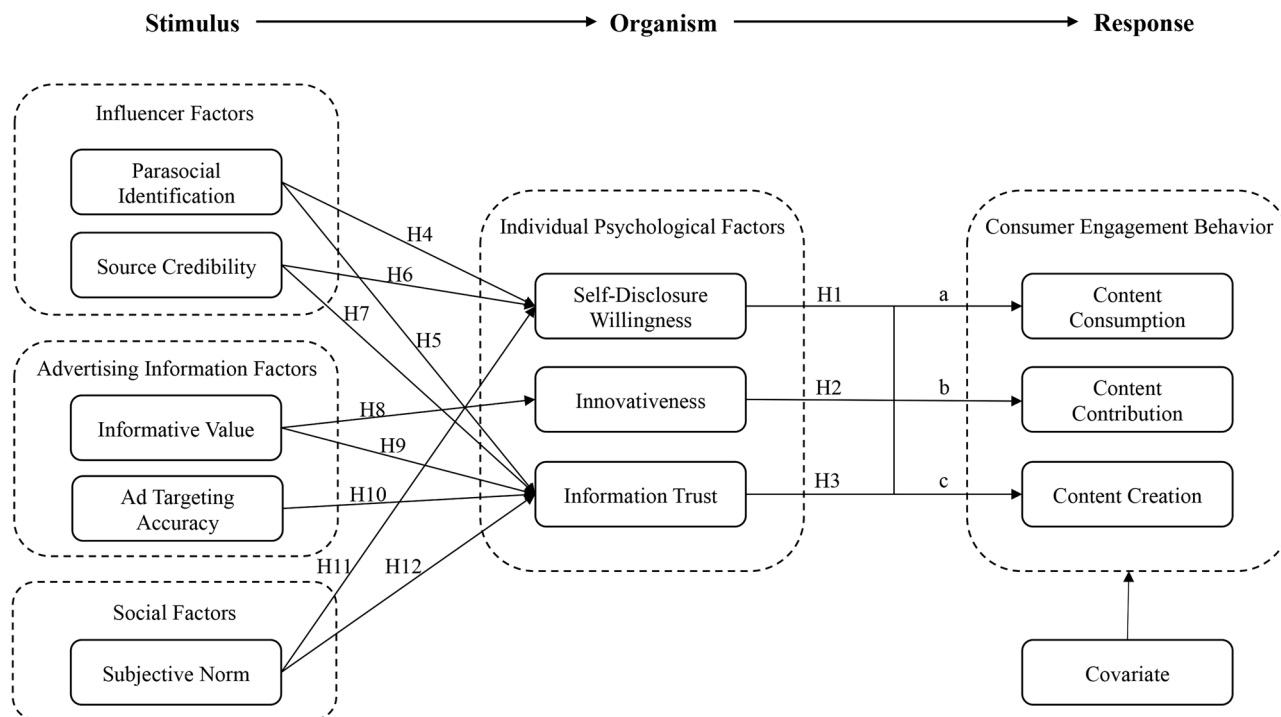 Stimulus
Organism
Response
Influencer Factors
Parasocial
Identification
Source Credibility
Advertising Information Factors
Informative Value
Ad Targeting
Accuracy
Social Factors
Subjective Norm
H4
H6
H7
H5
H8
H9
H10
H11
H12
Individual Psychological Factors
Self-Disclosure
Willingness
Innovativeness
Information Trust
H1
a
H2
b
H3
c
Consumer Engagement Behavior
Content
Consumption
Content
Contribution
Content Creation
Covariate